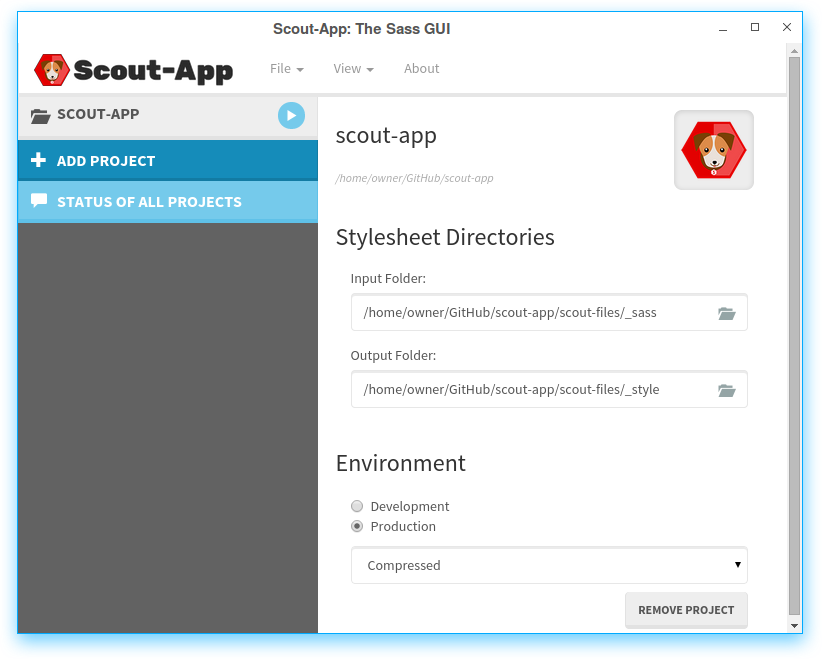 Scout-App: The Sass GUI
Scout-App
File View About
SCOUT-APP
ADD PROJECT
STATUS OF ALL PROJECTS
scout-app
/home/owner/GitHub/scout-app
Stylesheet Directories
Input Folder:
/home/owner/GitHub/scout-app/scout-files/_sass
Output Folder:
/home/owner/GitHub/scout-app/scout-files/_style
Environment
Development
Production
Compressed
REMOVE PROJECT